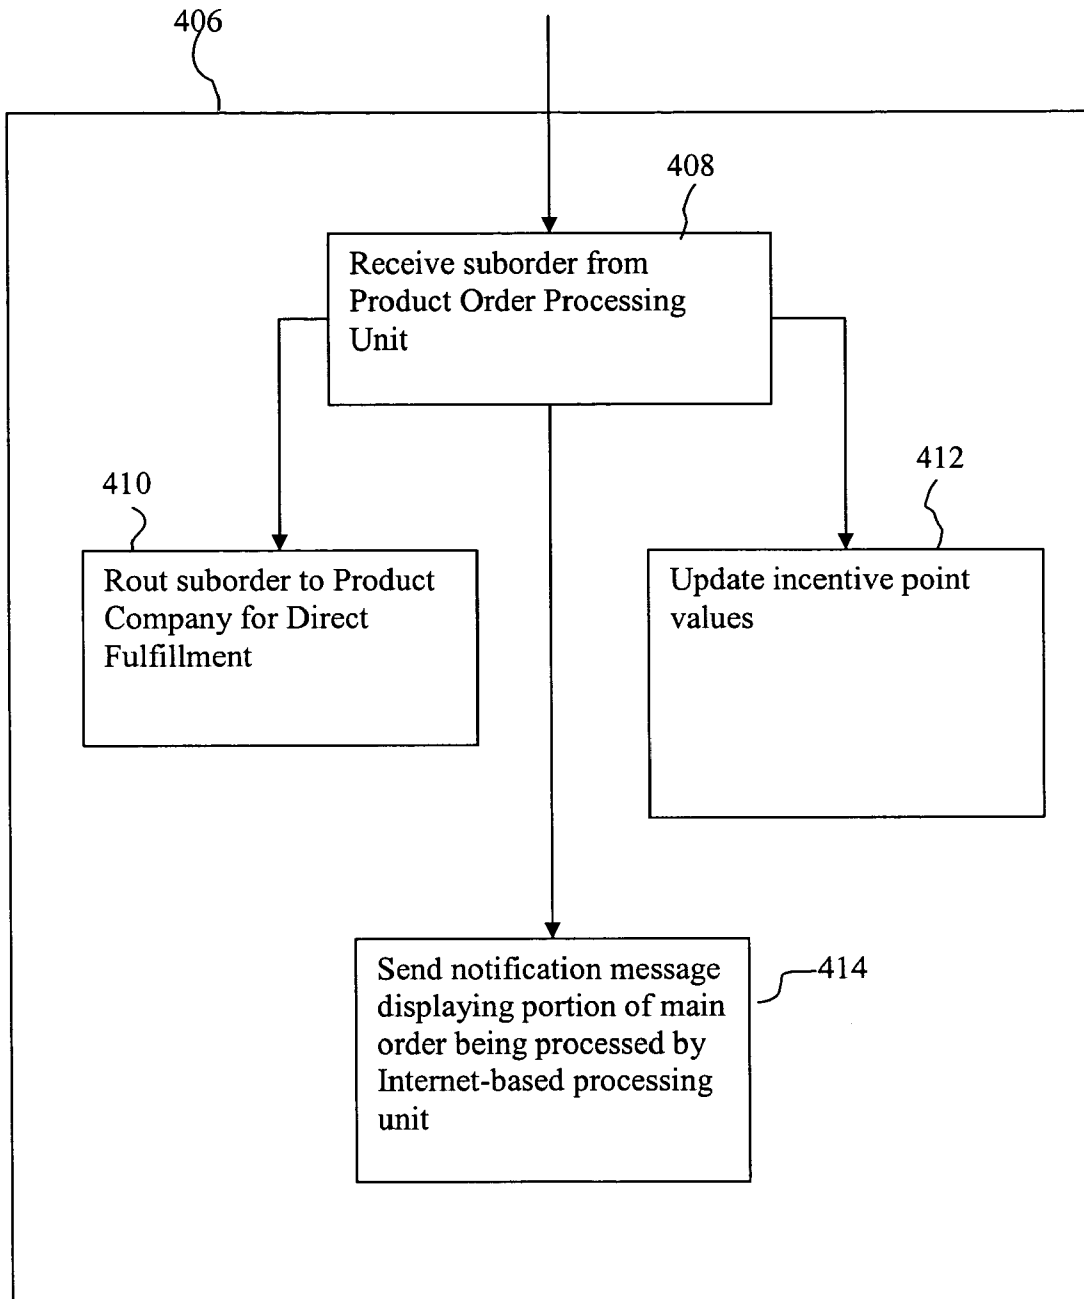 406
408
Receive suborder from
Product Order Processing
Unit
410
412
Rout suborder to Product
Company for Direct
Fulfillment
Update incentive point
values
Send notification message
displaying portion of main
order being processed by
Internet-based processing
unit
414